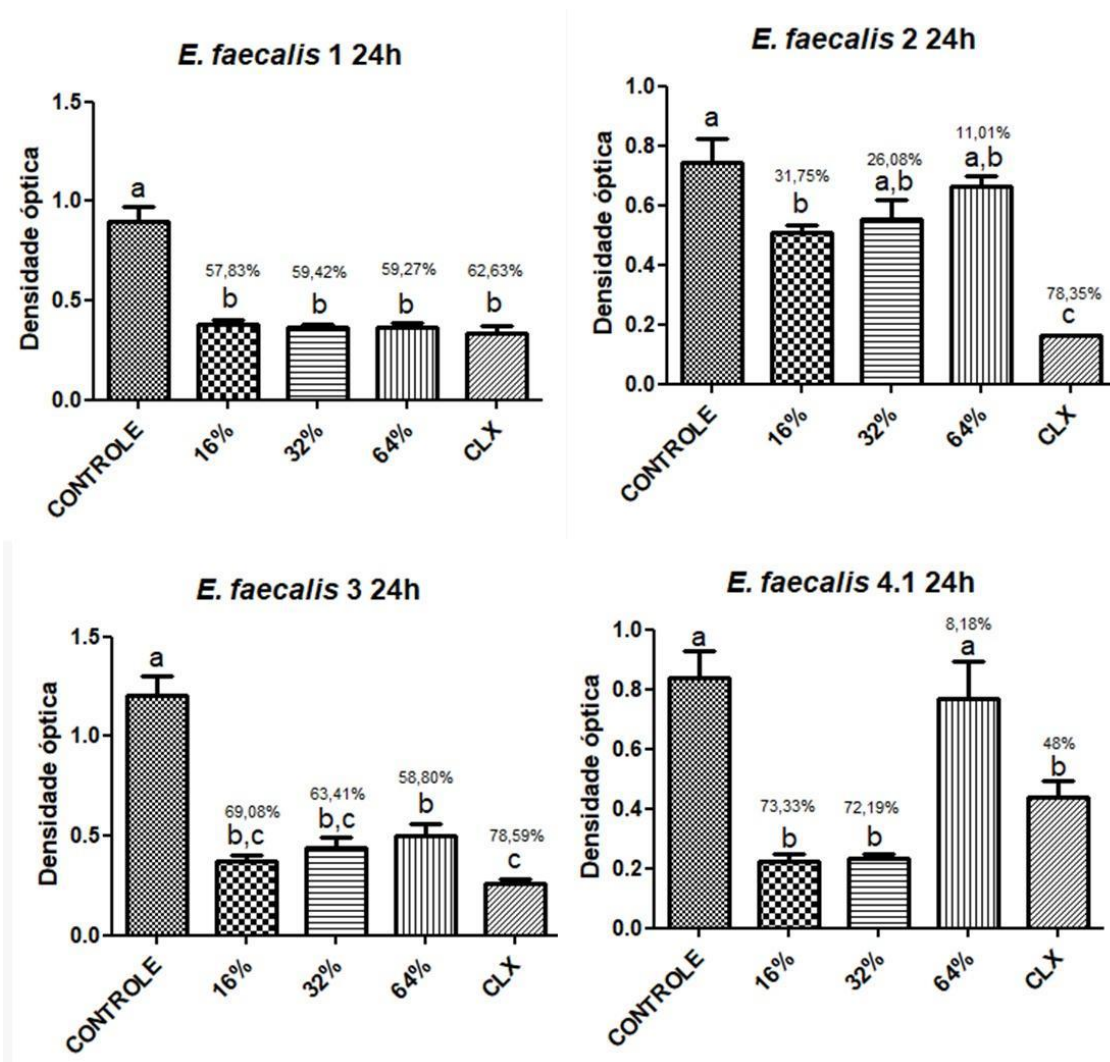 E. faecalis 1 24h
Densidade óptica
1.5
1.0
0.5
0.0
a
57,83%
b
59,42%
b
59,27%
b
62,63%
b
CONTROLE
16%
32%
64%
CLX
E. faecalis 2 24h
Densidade óptica
1.0
0.8
0.6
0.4
0.2
0.0
a
31,75%
b
26,08%
a,b
11,01%
a,b
78,35%
c
CONTROLE
16%
32%
64%
CLX
E. faecalis 3 24h
Densidade óptica
1.5
1.0
0.5
0.0
a
69,08%
b,c
63,41%
b,c
58,80%
b
78,59%
c
CONTROLE
16%
32%
64%
CLX
E. faecalis 4.1 24h
Densidade óptica
1.0
0.8
0.6
0.4
0.2
0.0
a
73,33%
b
72,19%
b
8,18%
a
48%
b
CONTROLE
16%
32%
64%
CLX